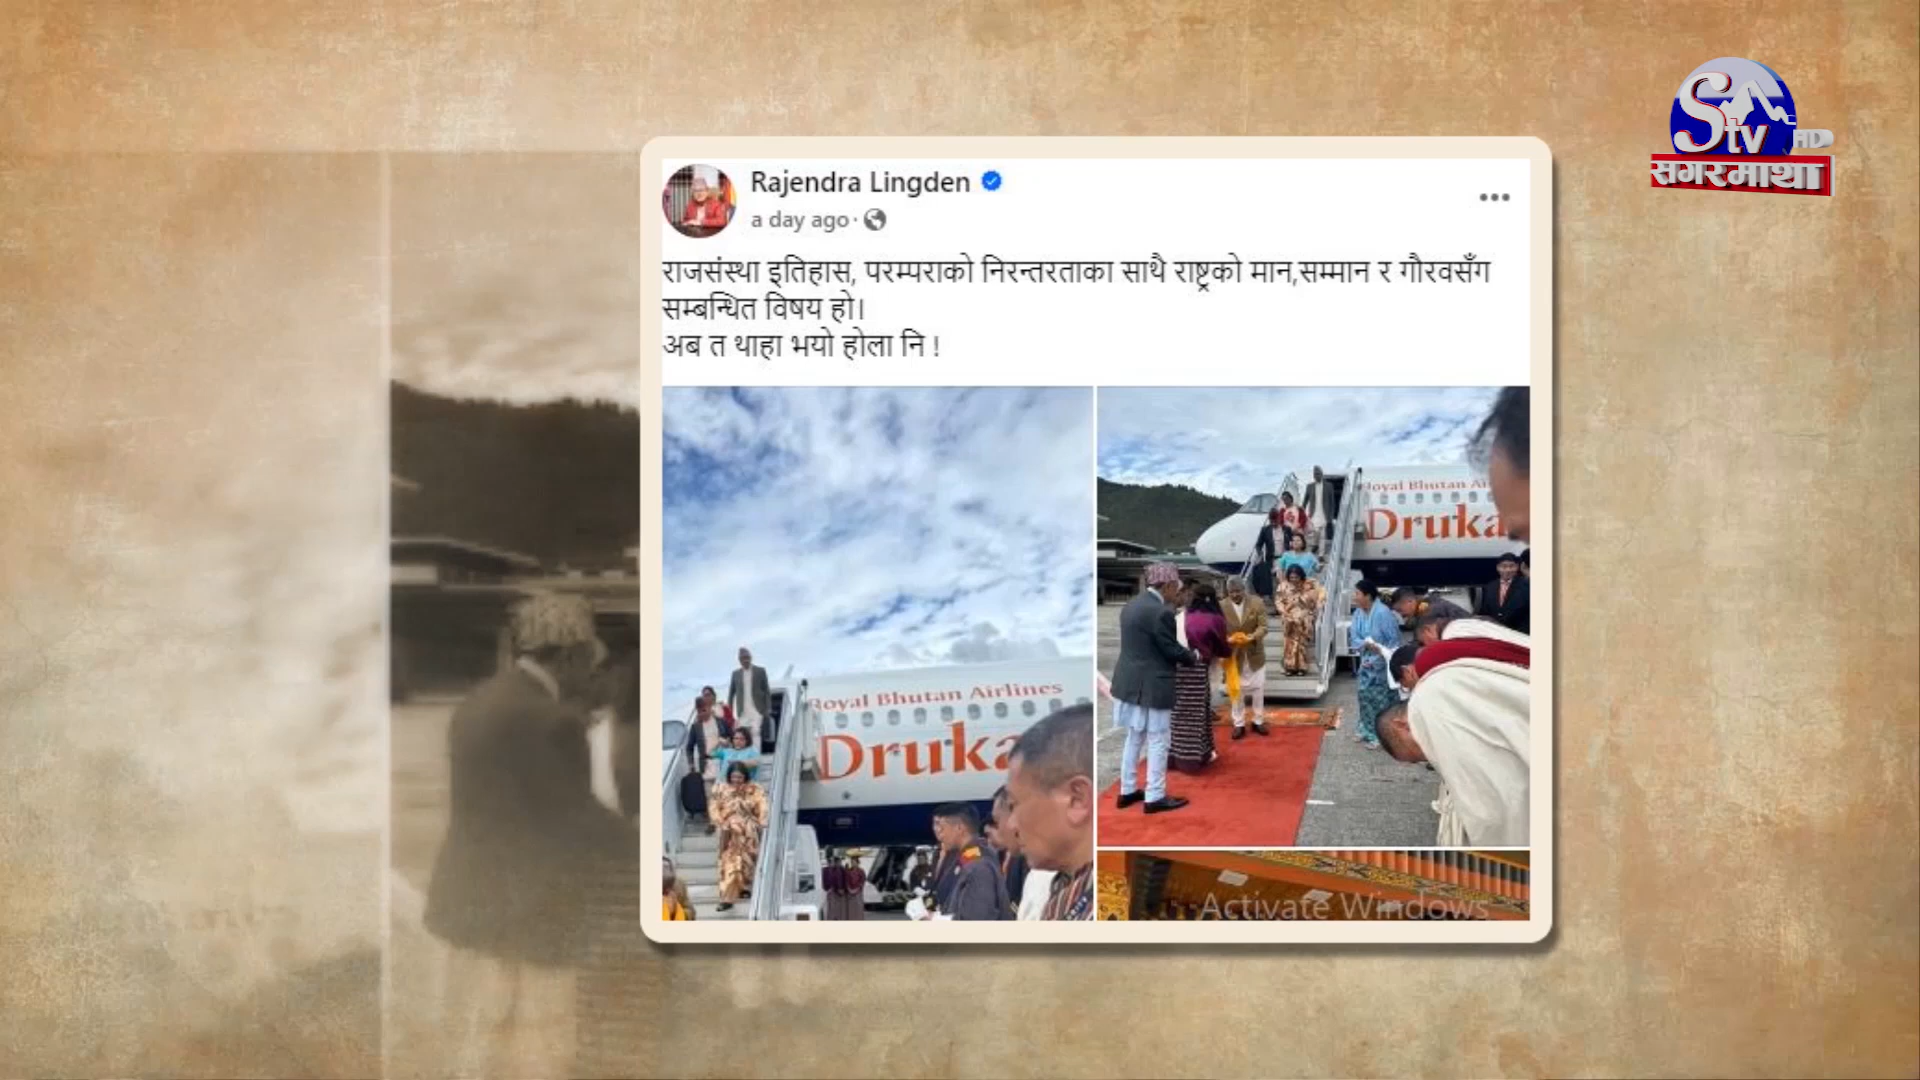 Stv HD
सगरमाथा
Rajendra Lingden
a day ago ·
राजसंस्था इतिहास, परम्पराको निरन्तरताका साथै राष्ट्रको मान,सम्मान र गौरवसँग
सम्बन्धित विषय हो।
अब त थाहा भयो होला नि !
Royal Bhutan Airlines
Druka
Royal Bhutan Ai
Druka
Activate Windows